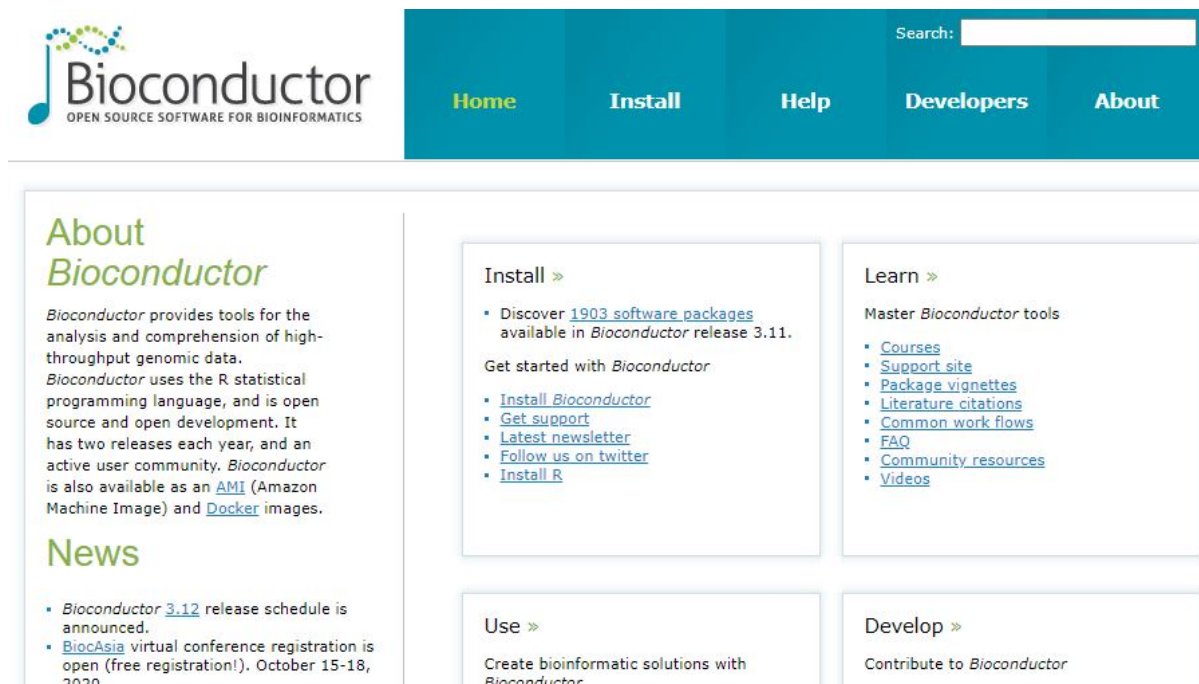 Bioconductor
OPEN SOURCE SOFTWARE FOR BIOINFORMATICS
Search:
Home
Install
Help
Developers
About
About
Bioconductor
Bioconductor provides tools for the
analysis and comprehension of high-
throughput genomic data.
Bioconductor uses the R statistical
programming language, and is open
source and open development. It
has two releases each year, and an
active user community. Bioconductor
is also available as an AMI (Amazon
Machine Image) and Docker images.
News
▪ Bioconductor 3.12 release schedule is
announced.
▪ BiocAsia virtual conference registration is
open (free registration!). October 15-18,
Install »
▪ Discover 1903 software packages
available in Bioconductor release 3.11.
Get started with Bioconductor
▪ Install Bioconductor
▪ Get support
▪ Latest newsletter
▪ Follow us on twitter
▪ Install R
Learn »
Master Bioconductor tools
▪ Courses
▪ Support site
▪ Package vignettes
▪ Literature citations
▪ Common work flows
▪ FAQ
▪ Community resources
▪ Videos
Use »
Create bioinformatic solutions with
Bioconductor
Develop »
Contribute to Bioconductor